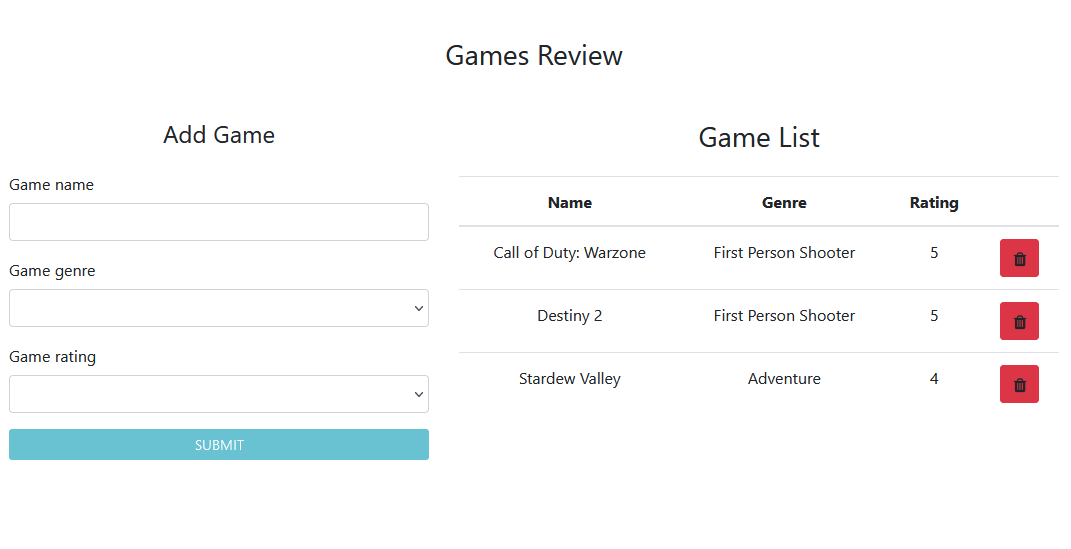 Games Review
Add Game
Game name
Game genre
Game rating
SUBMIT
Game List
Name Genre Rating
Call of Duty: Warzone First Person Shooter 5
Destiny 2 First Person Shooter 5
Stardew Valley Adventure 4